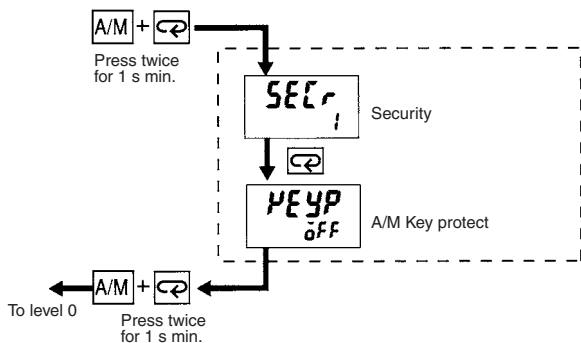 A/M +
Press twice
for 1 s min.
SECr
1
Security
KEYP
oFF
A/M Key protect
A/M +
To level 0
Press twice
for 1 s min.